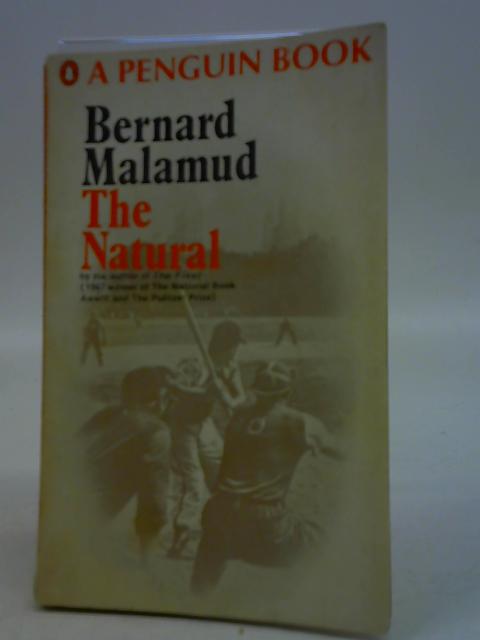 A PENGUIN BOOK
Bernard
Malamud
The
Natural
by the author of The Fixer
(1967 winner of The National Book
Award and The Pulitzer Prize)